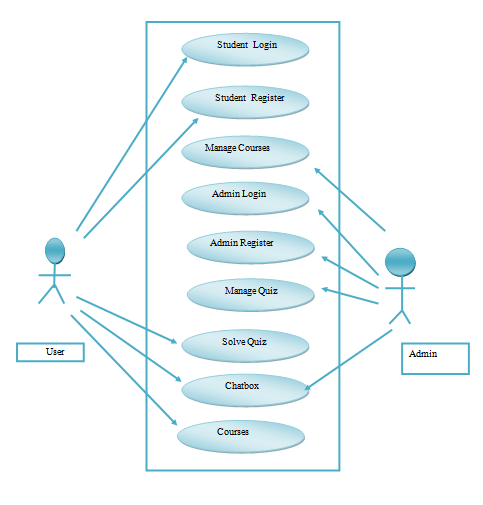 Student Login
Student Register
Manage Courses
Admin Login
Admin Register
Manage Quiz
Solve Quiz
User
Admin
Chatbox
Courses